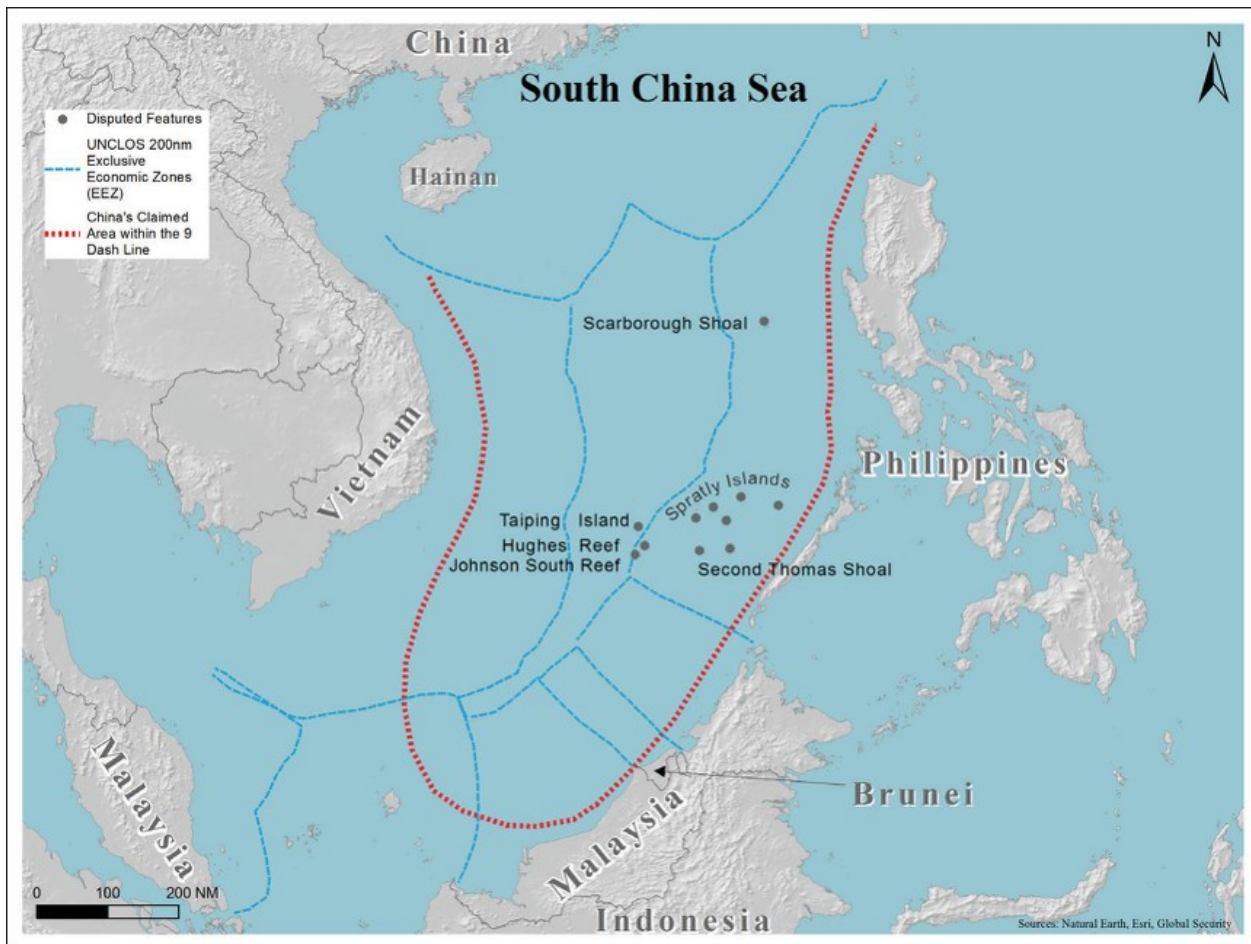 China
South China Sea
N
Disputed Features
UNCLOS 200nm
Exclusive
Economic Zones
(EEZ)
China's Claimed
Area within the 9
Dash Line
Hainan
Scarborough Shoal
Vietnam
Philippines
Spratly Islands
Taiping Island
Hughes Reef
Johnson South Reef
Second Thomas Shoal
Malaysia
Brunei
Malaysia
0 100 200 NM
Indonesia
Sources: Natural Earth, Esri, Global Security